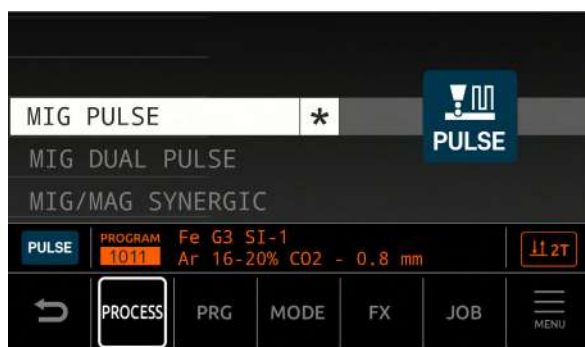 MIG PULSE *
PULSE
MIG DUAL PULSE
MIG/MAG SYNERGIC
PULSE
PROGRAM
1011
Fe G3 SI-1
Ar 16-20% CO2 - 0.8 mm
2T
PROCESS
PRG
MODE
FX
JOB
MENU